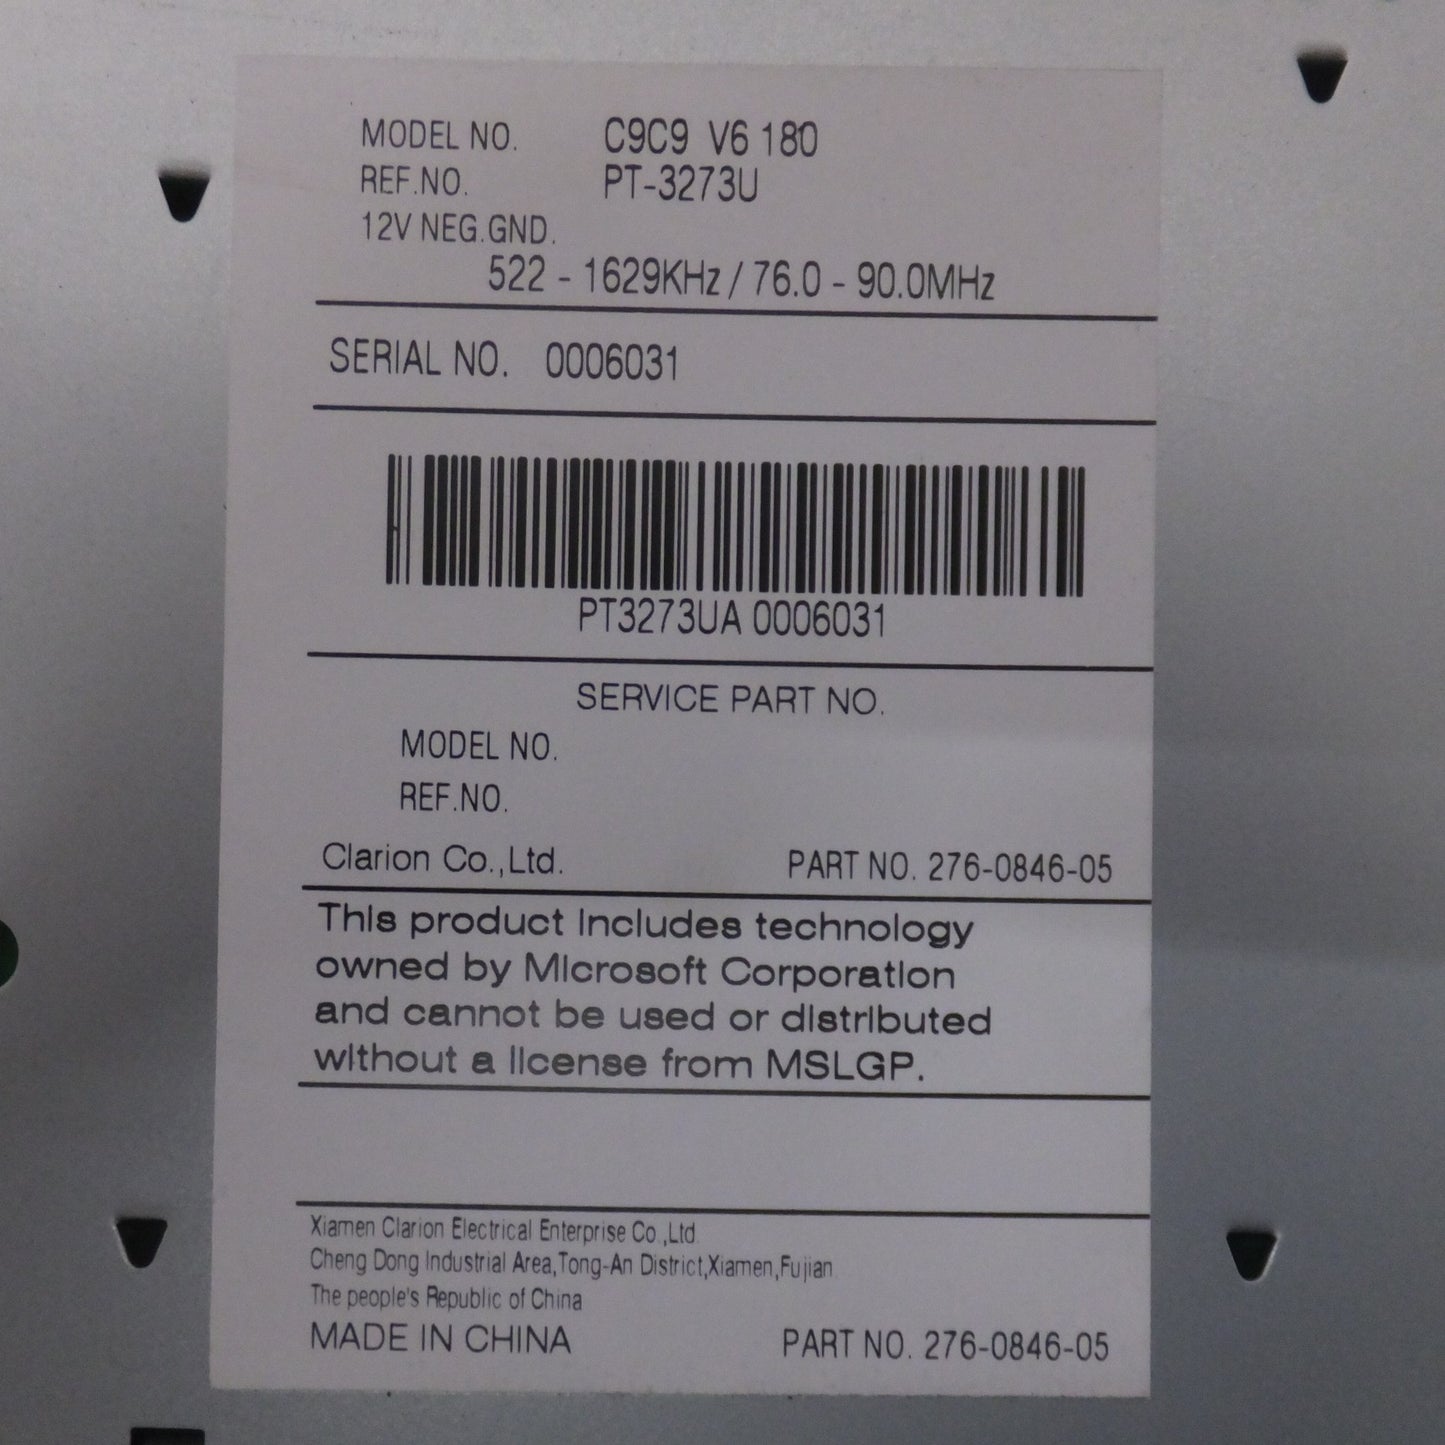 MODEL NO. C9C9 V6 180
REF.NO. PT-3273U
12V NEG.GND.
522 - 1629KHz / 76.0 - 90.0MHz
SERIAL NO. 0006031
PT3273UA 0006031
SERVICE PART NO.
MODEL NO.
REF.NO.
Clarion Co.,Ltd. PART NO. 276-0846-05
This product includes technology
owned by Microsoft Corporation
and cannot be used or distributed
without a license from MSLGP.
Xiamen Clarion Electrical Enterprise Co.,Ltd.
Cheng Dong Industrial Area,Tong-An District,Xiamen,Fujian
The people's Republic of China
MADE IN CHINA PART NO. 276-0846-05